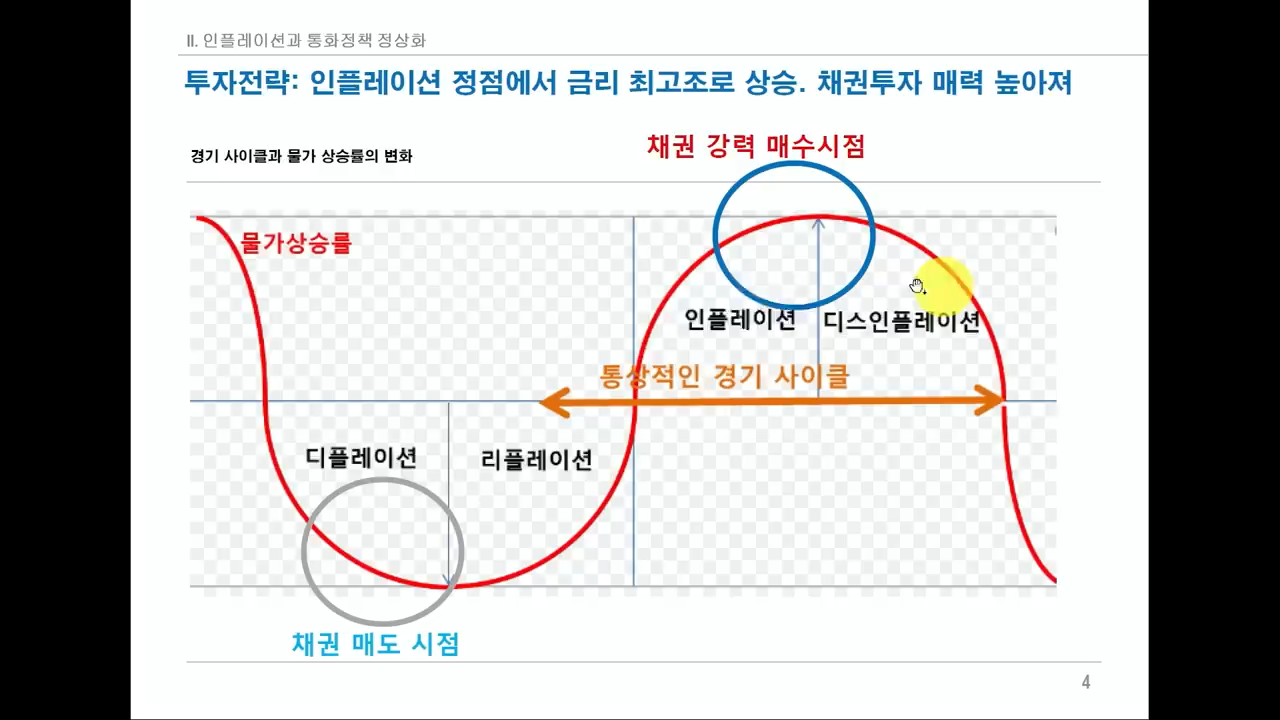 II. 인플레이션과 통화정책 정상화
투자전략: 인플레이션 정점에서 금리 최고조로 상승. 채권투자 매력 높아져
채권 강력 매수시점
경기 사이클과 물가 상승률의 변화
물가상승률
인플레이션 디스인플레이션
통상적인 경기 사이클
디플레이션 리플레이션
채권 매도 시점
4